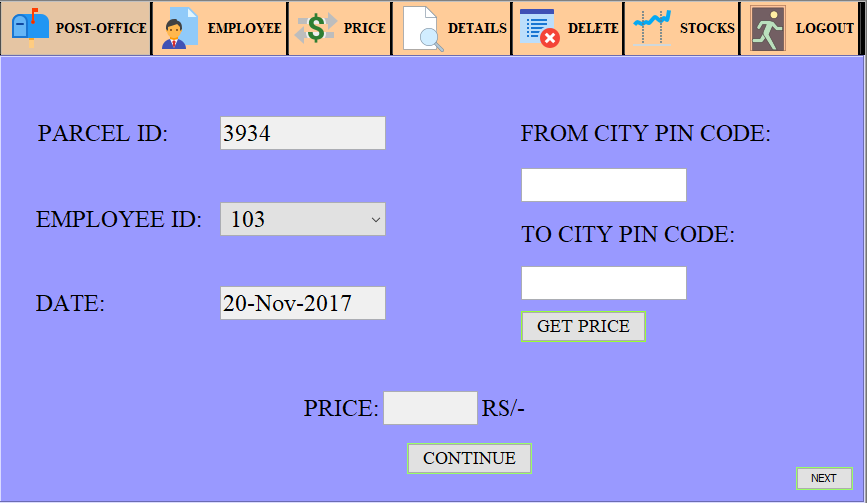 POST-OFFICE EMPLOYEE PRICE DETAILS DELETE STOCKS LOGOUT
PARCEL ID: 3934
FROM CITY PIN CODE:
EMPLOYEE ID: 103
TO CITY PIN CODE:
DATE: 20-Nov-2017
GET PRICE
PRICE: RS/-
CONTINUE
NEXT